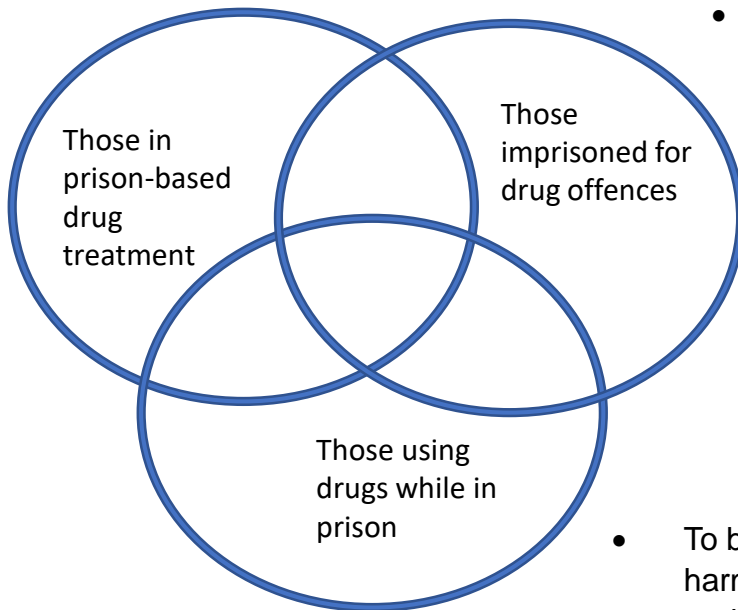 Those in
prison-based
drug
treatment
Those
imprisoned for
drug offences
Those using
drugs while in
prison
• 
• To b
harr